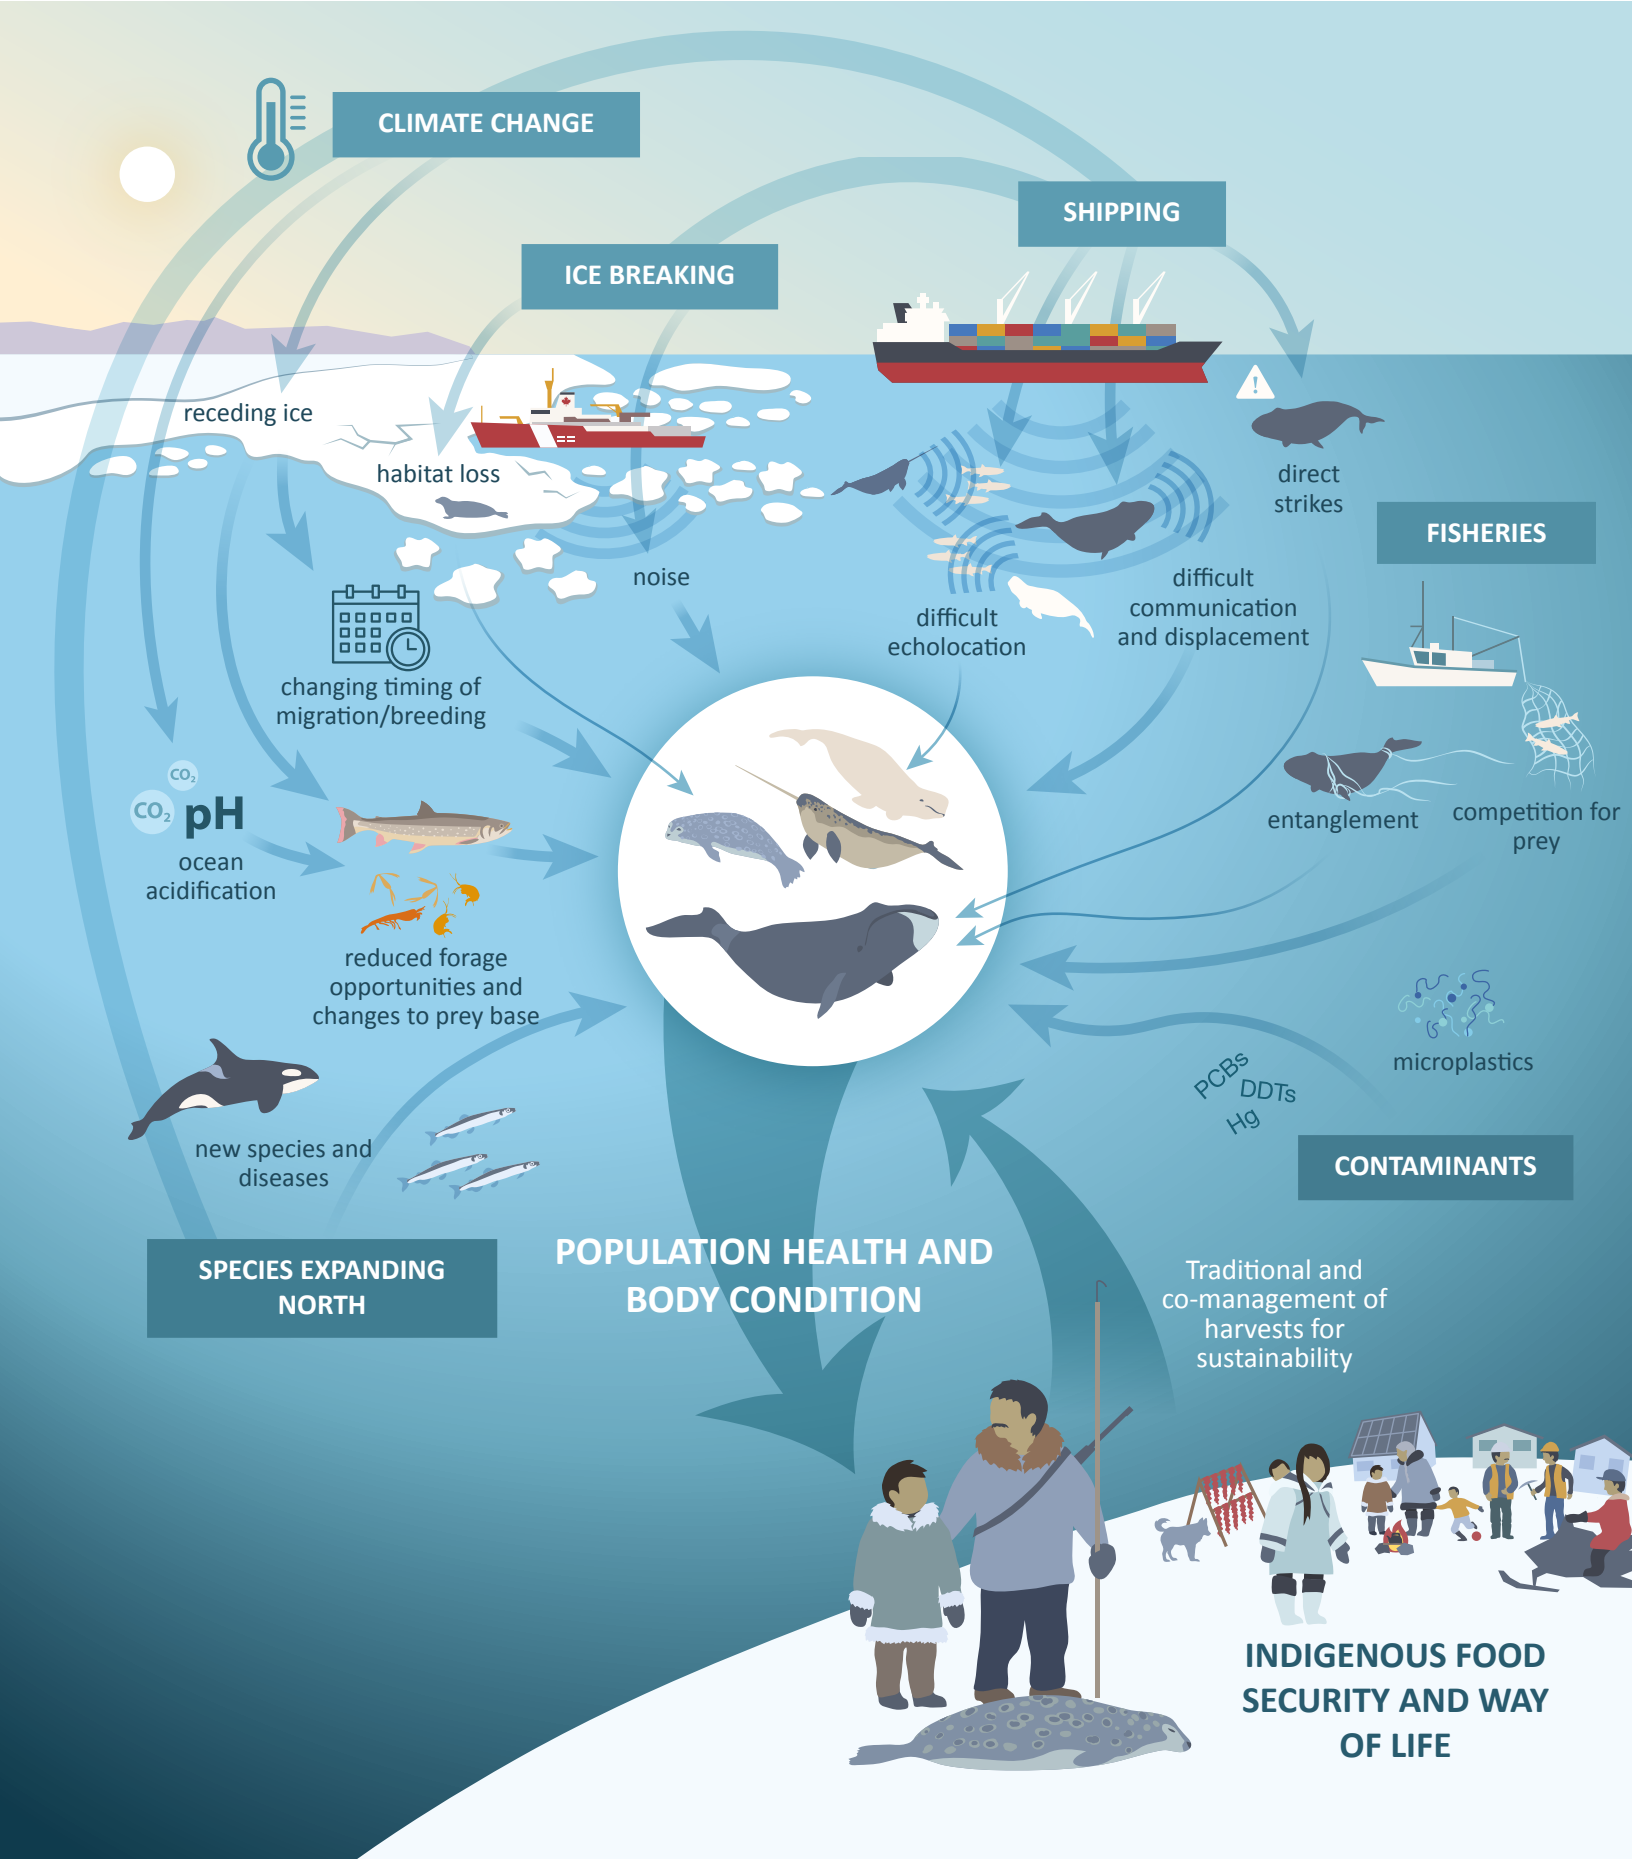 CLIMATE CHANGE
SHIPPING
ICE BREAKING
receding ice
habitat loss
noise
direct
strikes
difficult
echolocation
difficult
communication
and displacement
FISHERIES
changing timing of
migration/breeding
CO₂
CO₂
pH
ocean
acidification
entanglement
competition for
prey
reduced forage
opportunities and
changes to prey base
microplastics
PCBs
DDTs
Hg
new species and
diseases
CONTAMINANTS
SPECIES EXPANDING
NORTH
POPULATION HEALTH AND
BODY CONDITION
Traditional and
co-management of
harvests for
sustainability
INDIGENOUS FOOD
SECURITY AND WAY
OF LIFE